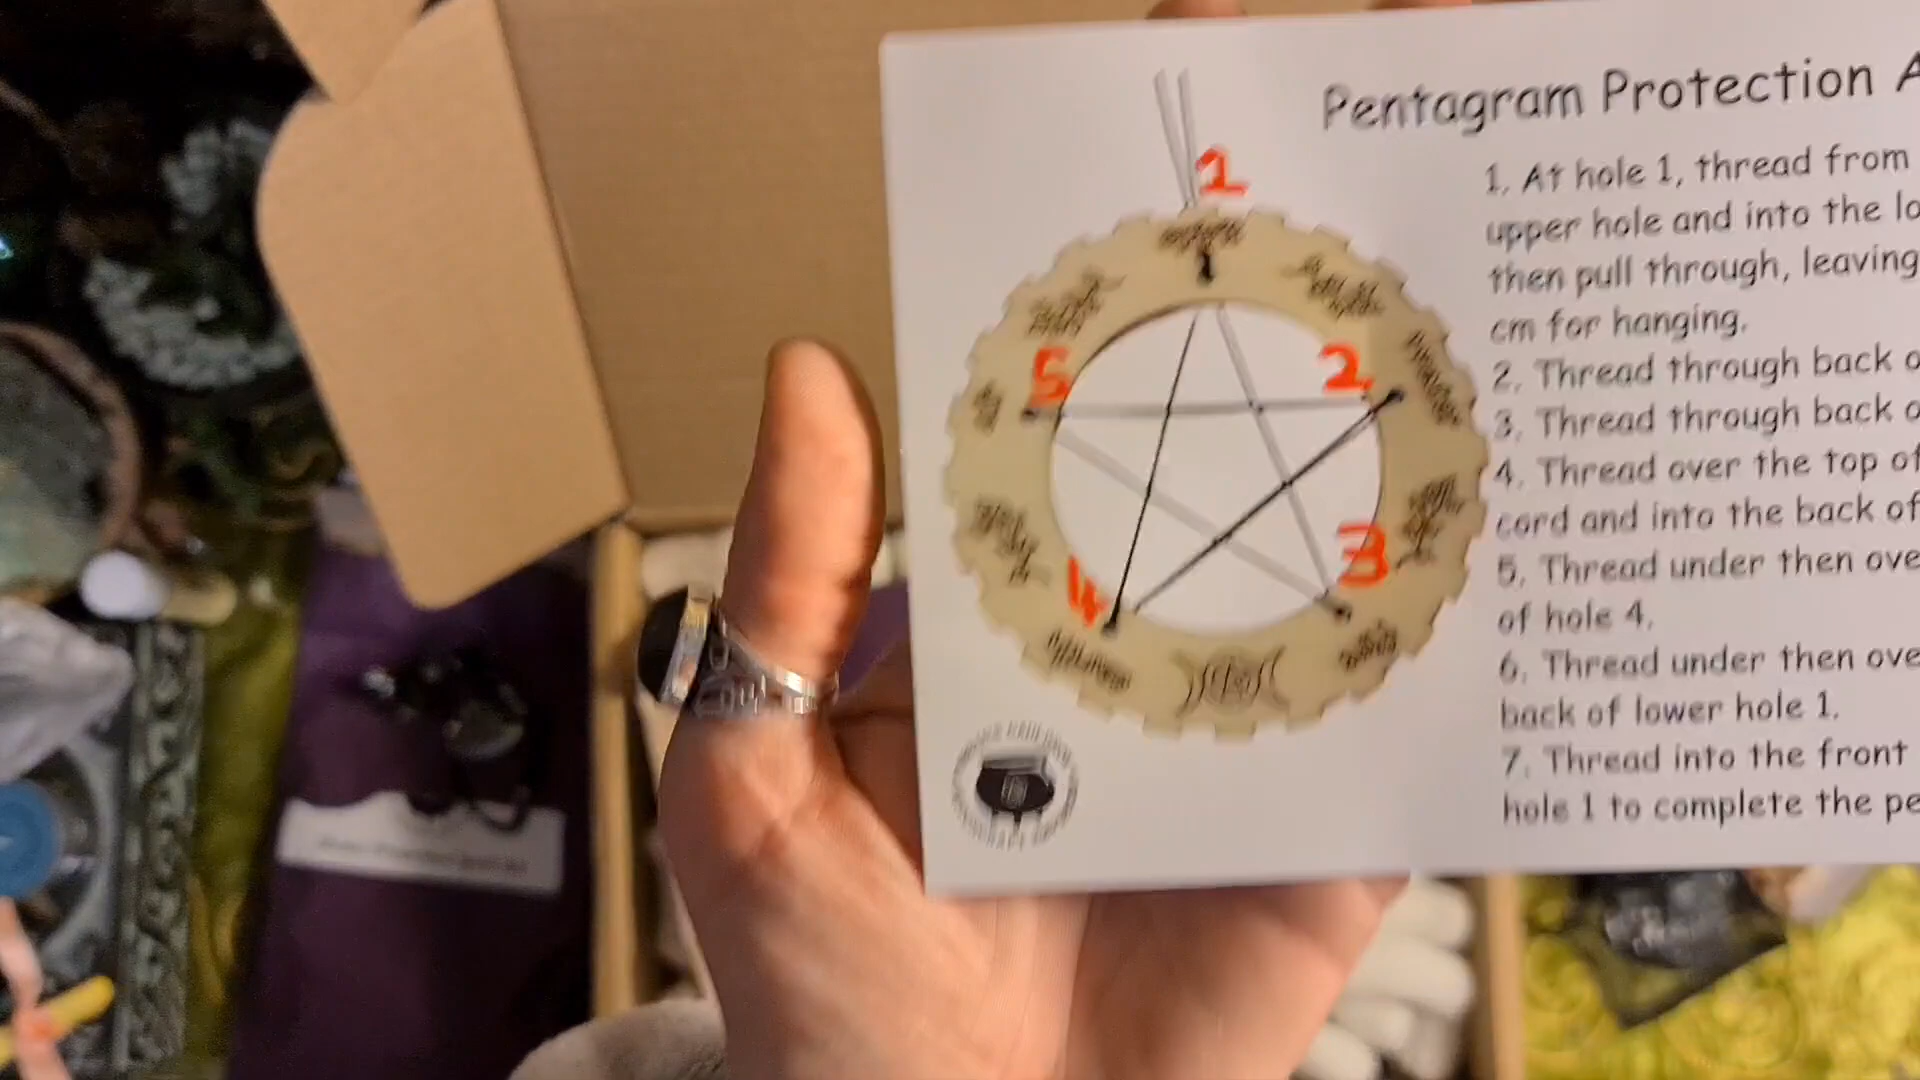 Pentagram Protection A
1. At hole 1, thread from
upper hole and into the lo
then pull through, leaving
cm for hanging.
2. Thread through back o
3. Thread through back o
4. Thread over the top of
cord and into the back of
5. Thread under then ove
of hole 4.
6. Thread under then ove
back of lower hole 1.
7. Thread into the front
hole 1 to complete the pe
1
2
3
4
5